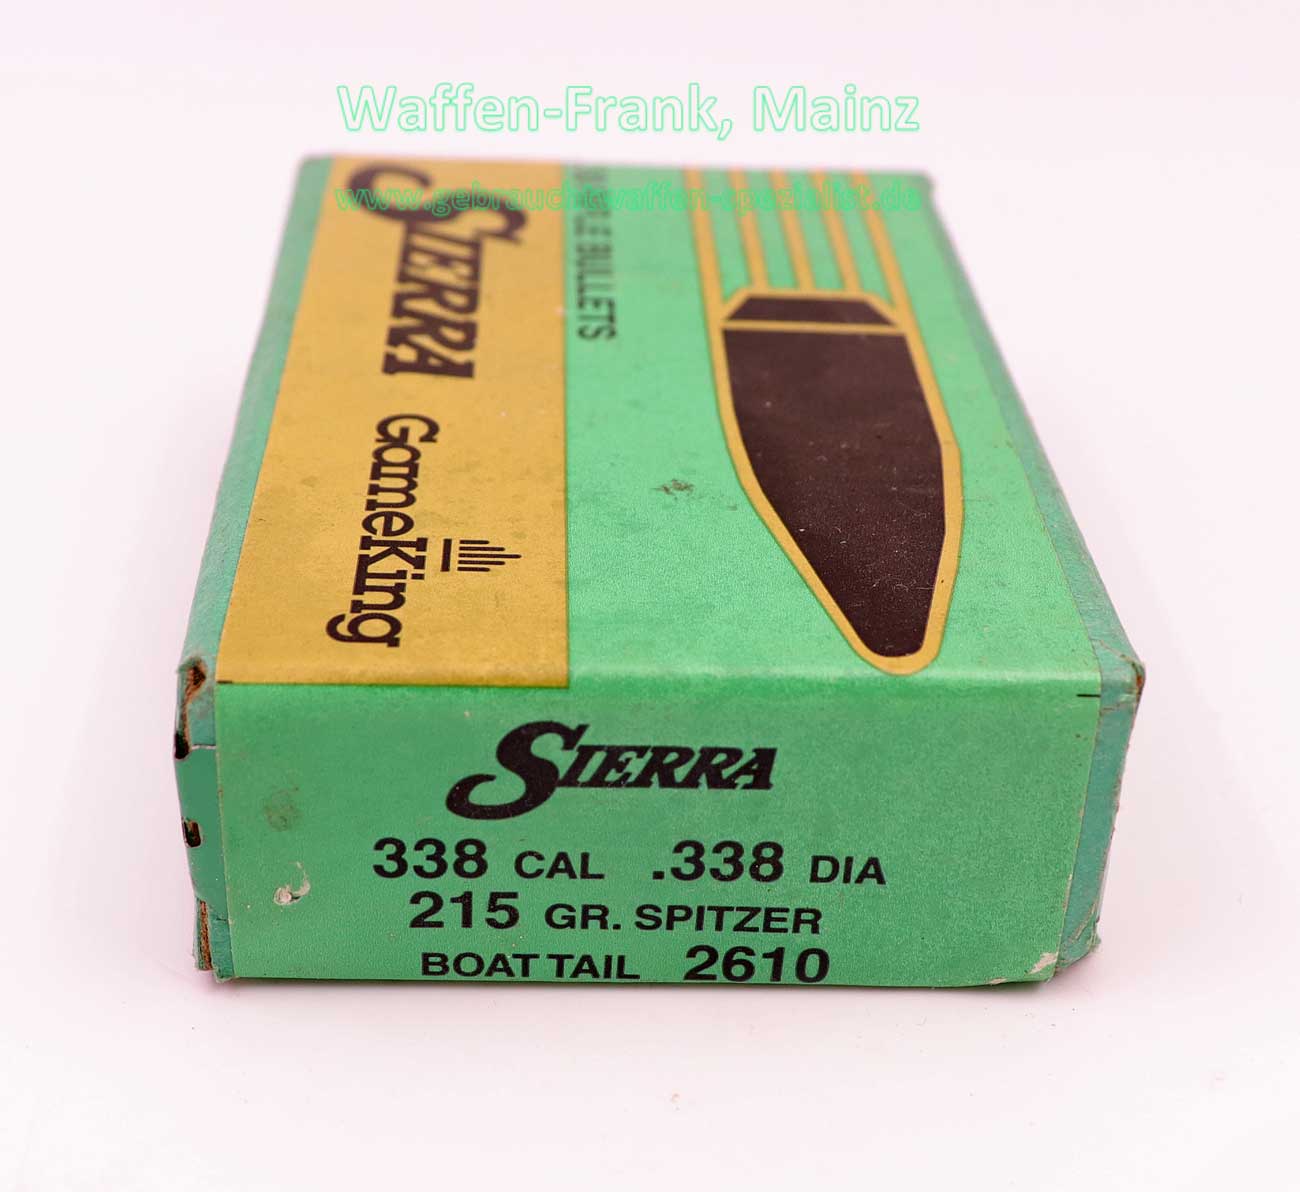 Waffen-Frank, Mainz
www.gebrauchtwaffen-spezialist.de
SIERRA GameKing
BULLETS
SIERRA
338 CAL .338 DIA
215 GR. SPITZER
BOAT TAIL 2610